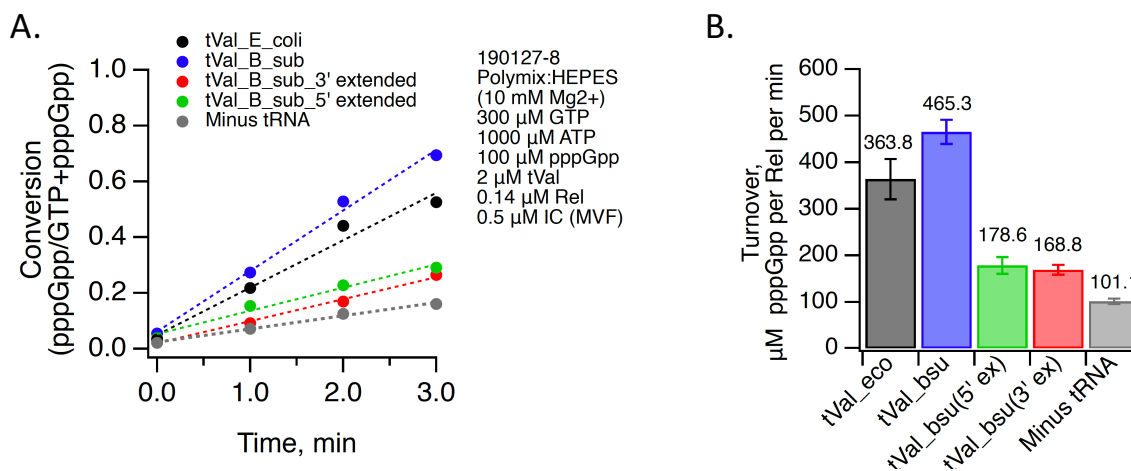 A.
tVal_E_coli
tVal_B_sub
tVal_B_sub_3' extended
tVal_B_sub_5' extended
Minus tRNA
1.0
0.8
0.6
0.4
0.2
0.0
Conversion
(pppGpp/GTP+pppGpp)
0.0
1.0
2.0
3.0
Time, min
190127-8
Polymix:HEPES
(10 mM Mg2+)
300 µM GTP
1000 µM ATP
100 µM pppGpp
2 µM tVal
0.14 µM Rel
0.5 µM IC (MVF)
B.
600
500
400
300
200
100
0
Turnover,
µM pppGpp per Rel per min
363.8
465.3
178.6
168.8
101.
tVal_eco
tVal_bsu
tVal_bsu(5' ex)
tVal_bsu(3' ex)
Minus tRNA